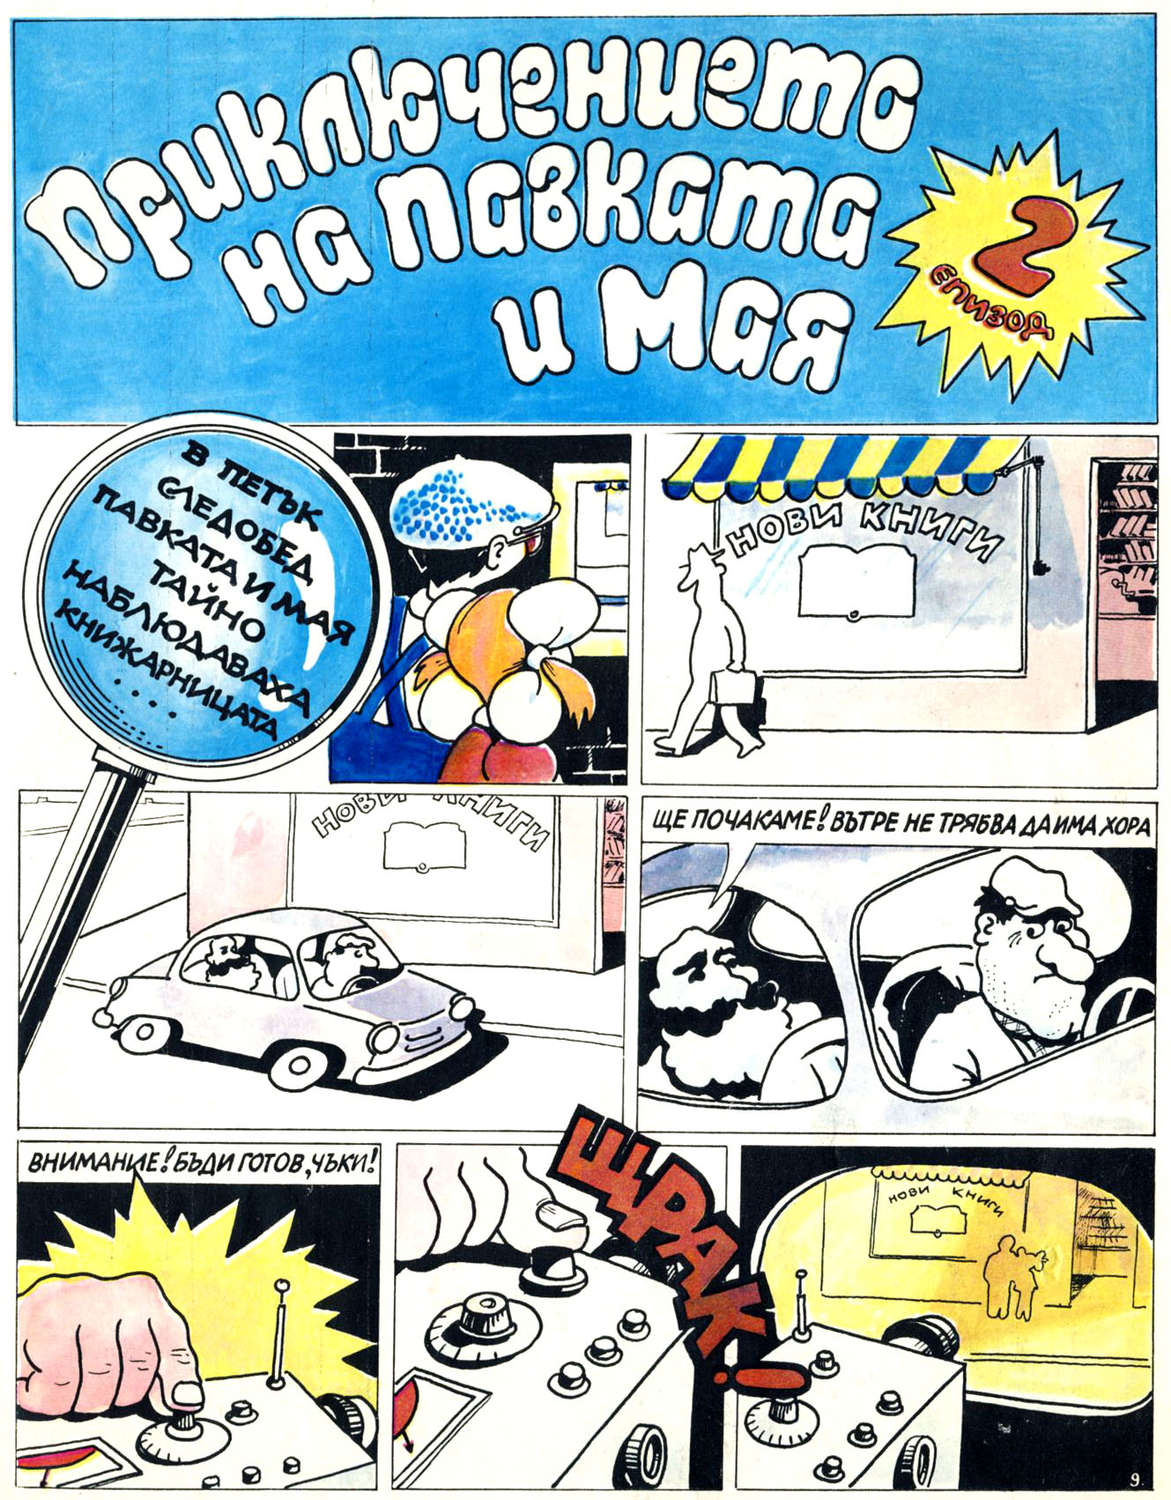 Приключението
на Павката
и Мая
2
ЕПИЗОД
В ПЕТЪК
СЛЕДОБЕД
ПАВКАТА И МАЯ
ТАЙНО
НАБЛЮДАВАХА
КНИЖАРНИЦАТА
....
НОВИ КНИГИ
НОВИ КНИГИ
ЩЕ ПОЧАКАМЕ! ВЪТРЕ НЕ ТРЯБВА ДА ИМА ХОРА
ВНИМАНИЕ! БЪДИ ГОТОВ, ЧЪКИ!
ЩРАК!
НОВИ КНИГИ
9.